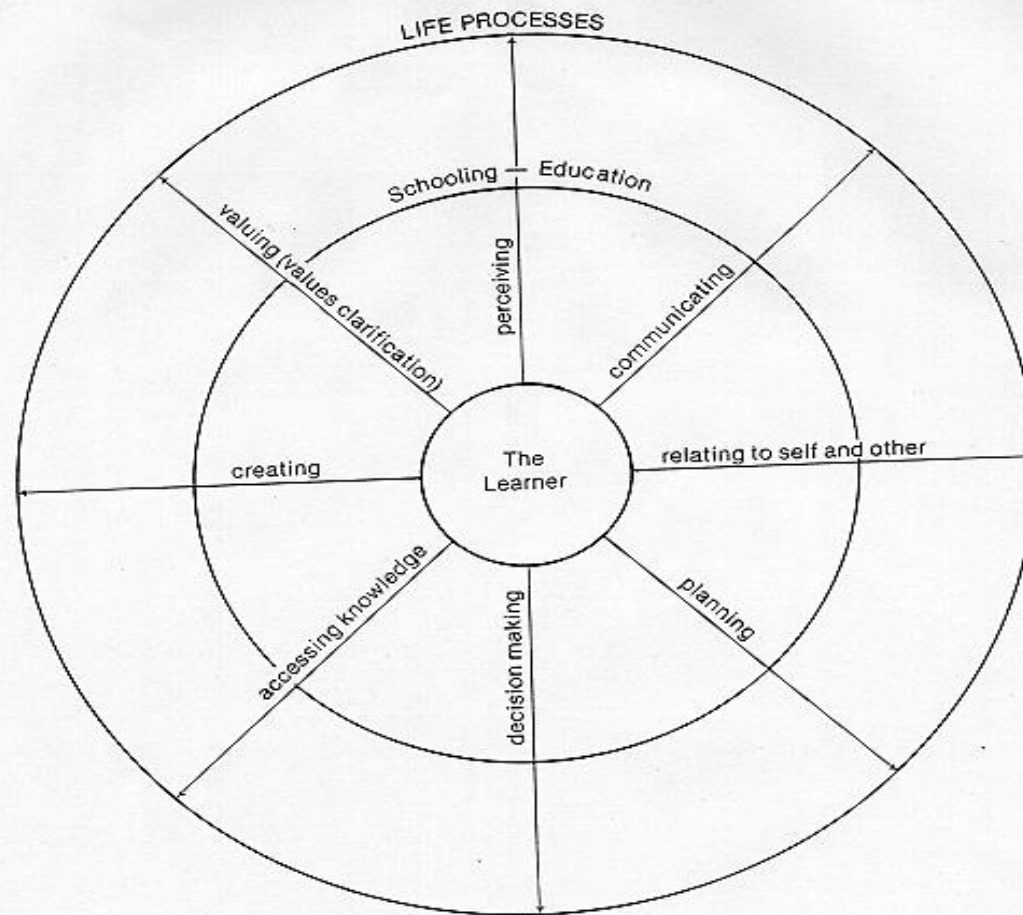 LIFE PROCESSES
Schooling — Education
valuing (values clarification)
perceiving
communicating
creating
The
Learner
relating to self and other
accessing knowledge
decision making
planning